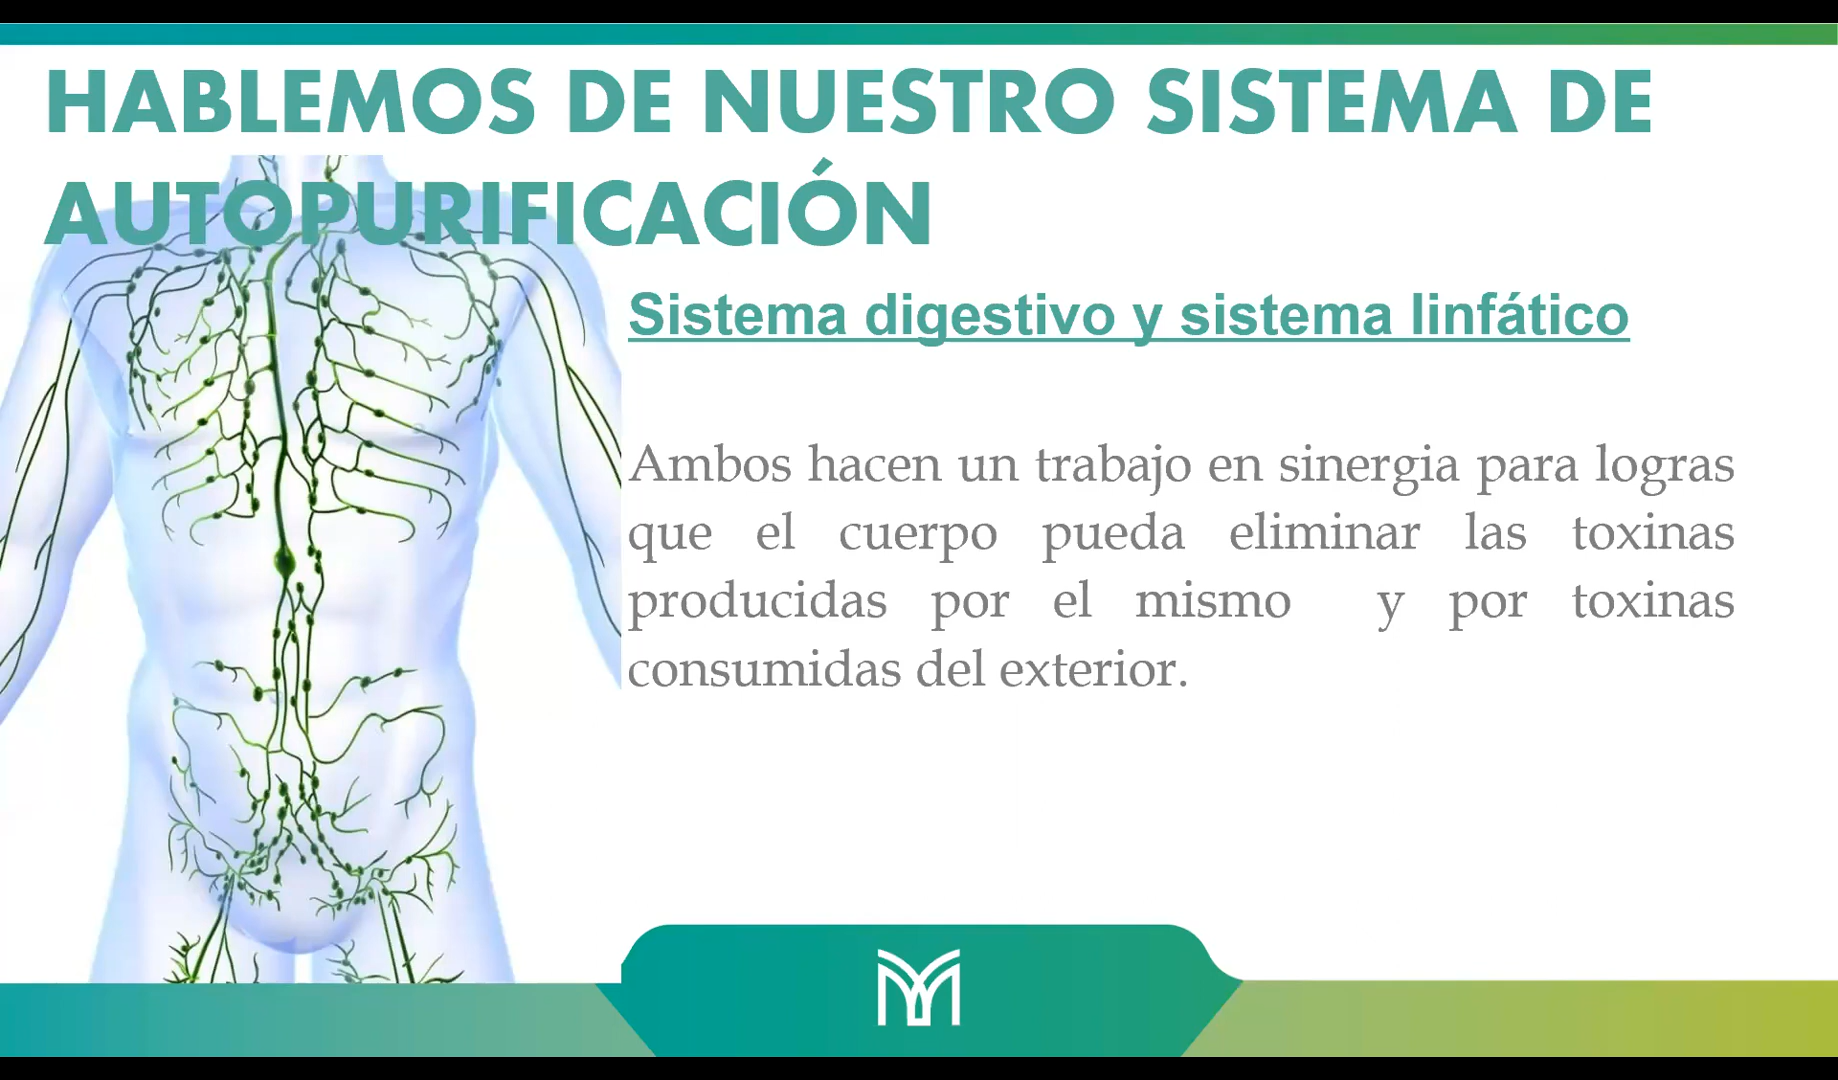 HABLEMOS DE NUESTRO SISTEMA DE
AUTOPURIFICACIÓN
Sistema digestivo y sistema linfático
Ambos hacen un trabajo en sinergia para logras
que el cuerpo pueda eliminar las toxinas
producidas por el mismo y por toxinas
consumidas del exterior.